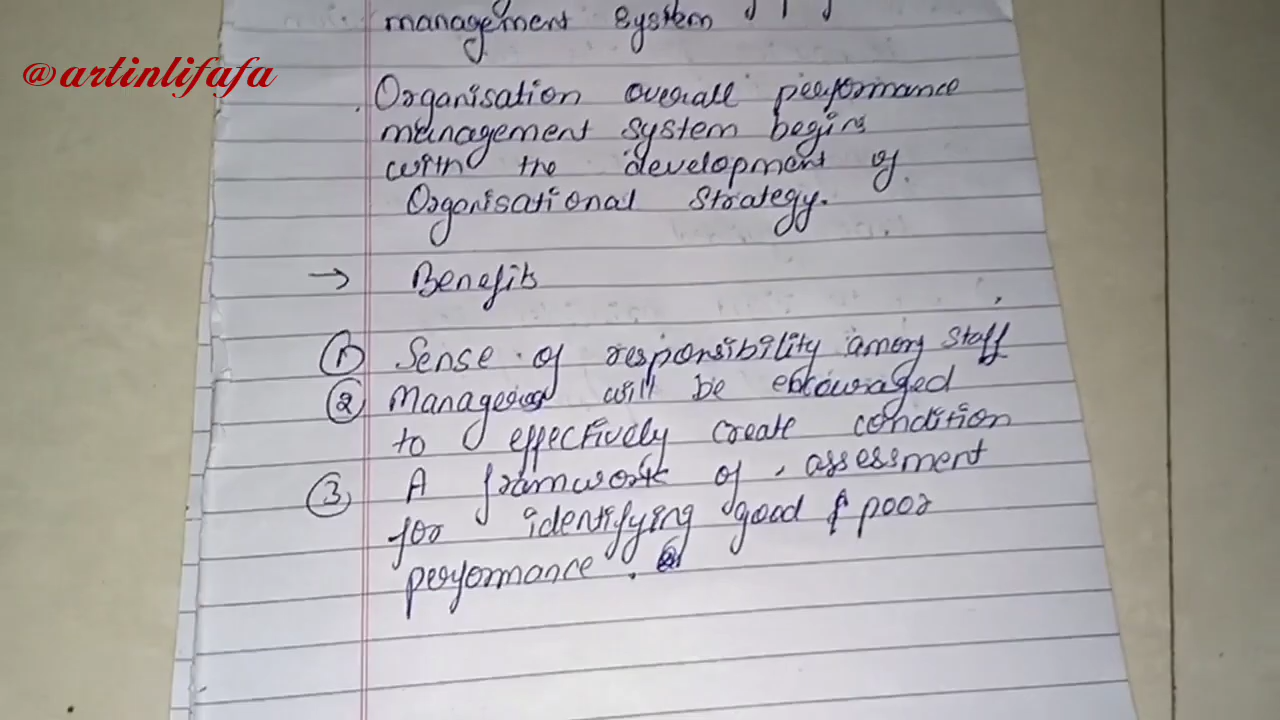 management system
@artinlifafa
Organisation overall performance
management system begins
with the development of
Organisational Strategy.
→ Benefits
① Sense of responsibility among staff
② Managers will be encouraged
to effectively create condition
③ A framwork of assessment
for identifying good & poor
performance.